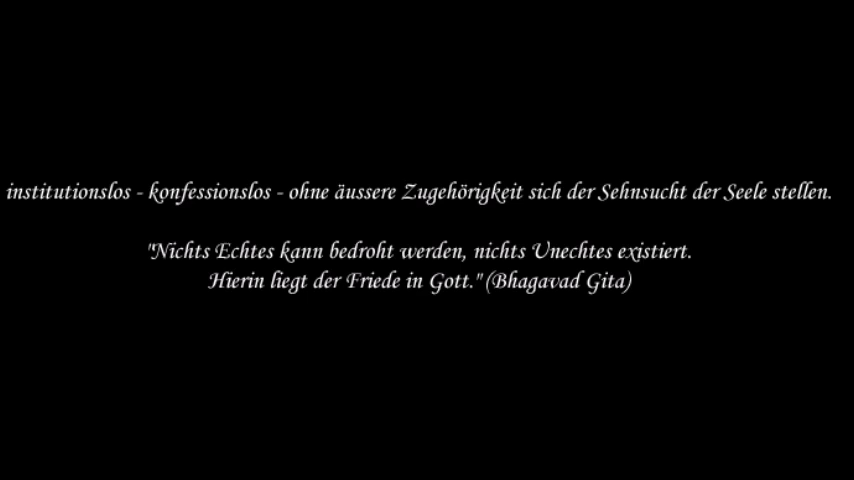 institutionslos - konfessionslos - ohne äussere Zugehörigkeit sich der Sehnsucht der Seele stellen.
"Nichts Echtes kann bedroht werden, nichts Unechtes existiert.
Hierin liegt der Friede in Gott." (Bhagavad Gita)